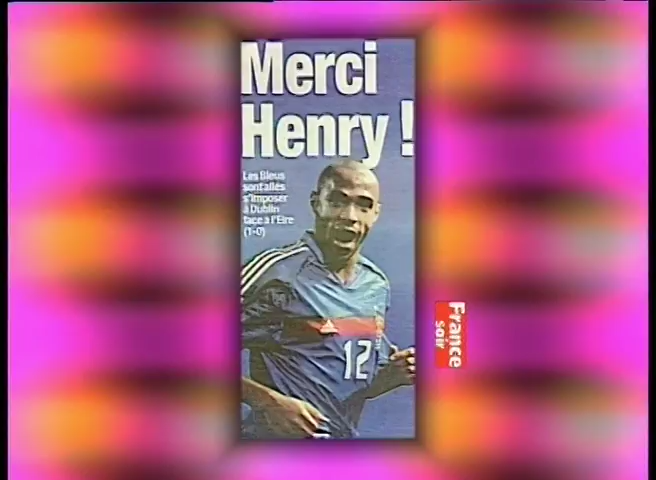 Merci
Henry !
Les Bleus
sont allés
s'imposer
à Dublin
face à l'Eire
(1-0)
12
France
soir